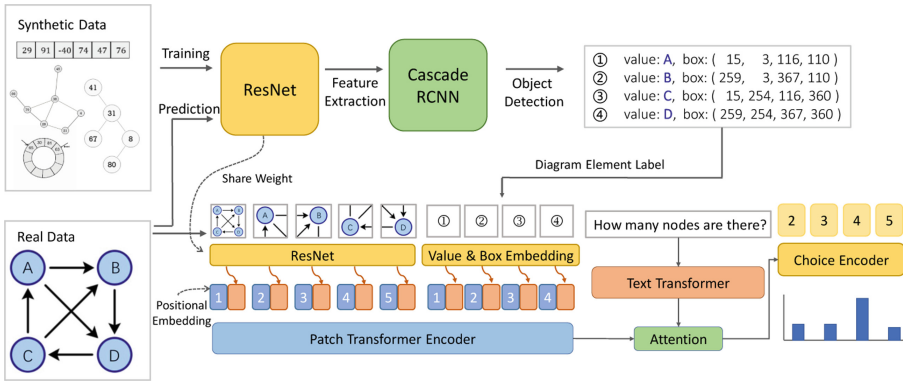 Synthetic Data
29 91 -40 74 47 76
41
31
67 8
80
Training
Prediction
ResNet
Feature
Extraction
Cascade
RCNN
Object
Detection
① value: A, box: ( 15, 3, 116, 110)
② value: B, box: ( 259, 3, 367, 110)
③ value: C, box: ( 15, 254, 116, 360)
④ value: D, box: ( 259, 254, 367, 360)
Diagram Element Label
Share Weight
Real Data
A B
C D
A B C D
① ② ③ ④
ResNet
Value & Box Embedding
Positional
Embedding
1 2 3 4 5
1 2 3 4
Patch Transformer Encoder
How many nodes are there?
Text Transformer
Attention
2 3 4 5
Choice Encoder